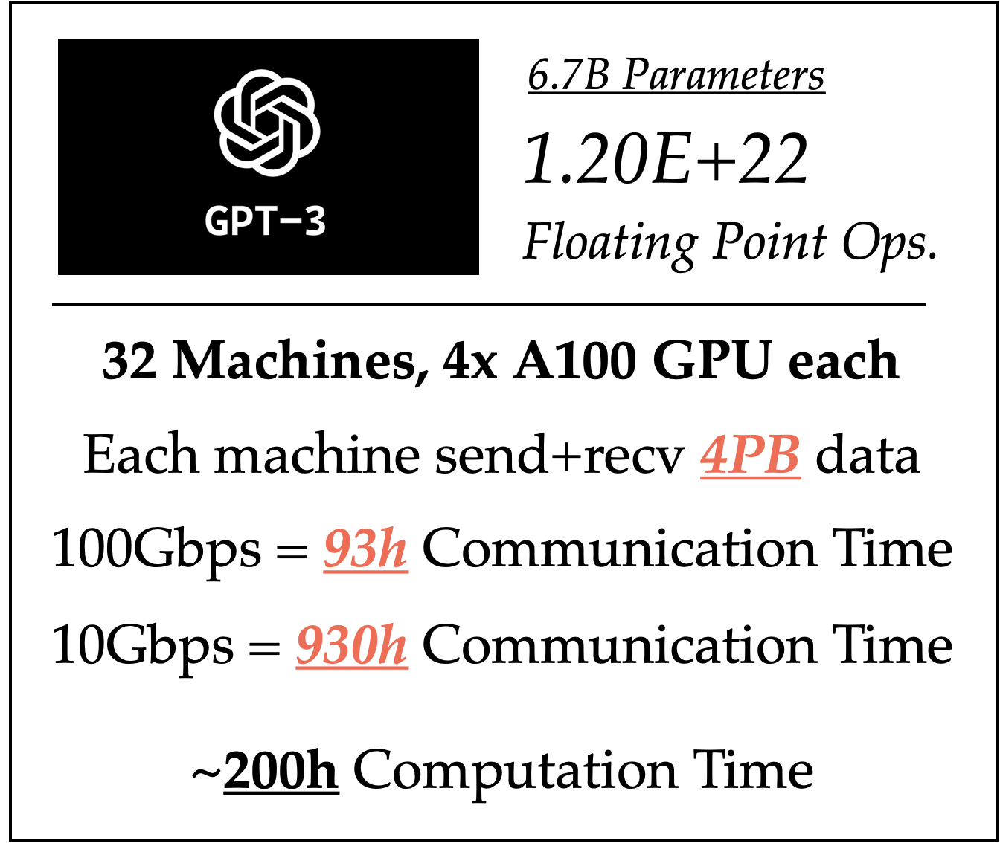 GPT-3
6.7B Parameters
1.20E+22
Floating Point Ops.
32 Machines, 4x A100 GPU each
Each machine send+recv 4PB data
100Gbps = 93h Communication Time
10Gbps = 930h Communication Time
~200h Computation Time